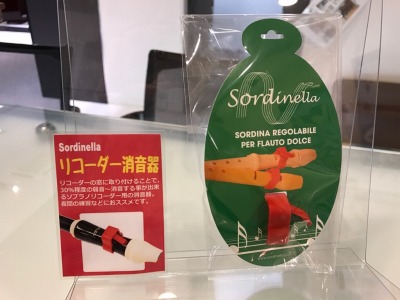 Sordinella
リコーダー消音器
リコーダーの窓に取り付けることで、
30%程度の弱音~消音する事が出来
るソプラノリコーダー用の消音器。
夜間の練習などにおススメです。
Sordinella
SORDINA REGOLABILE
PER FLAUTO DOLCE